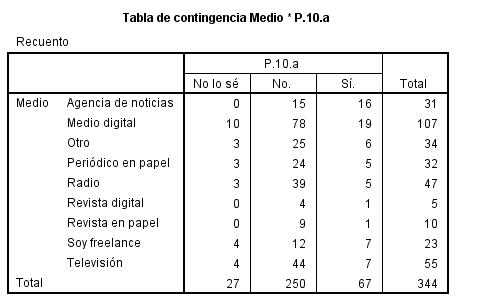 Tabla de contingencia Medio * P.10.a
Recuento
P.10.a
No lo sé No. Sí. Total
Medio Agencia de noticias 0 15 16 31
Medio digital 10 78 19 107
Otro 3 25 6 34
Periódico en papel 3 24 5 32
Radio 3 39 5 47
Revista digital 0 4 1 5
Revista en papel 0 9 1 10
Soy freelance 4 12 7 23
Televisión 4 44 7 55
Total 27 250 67 344